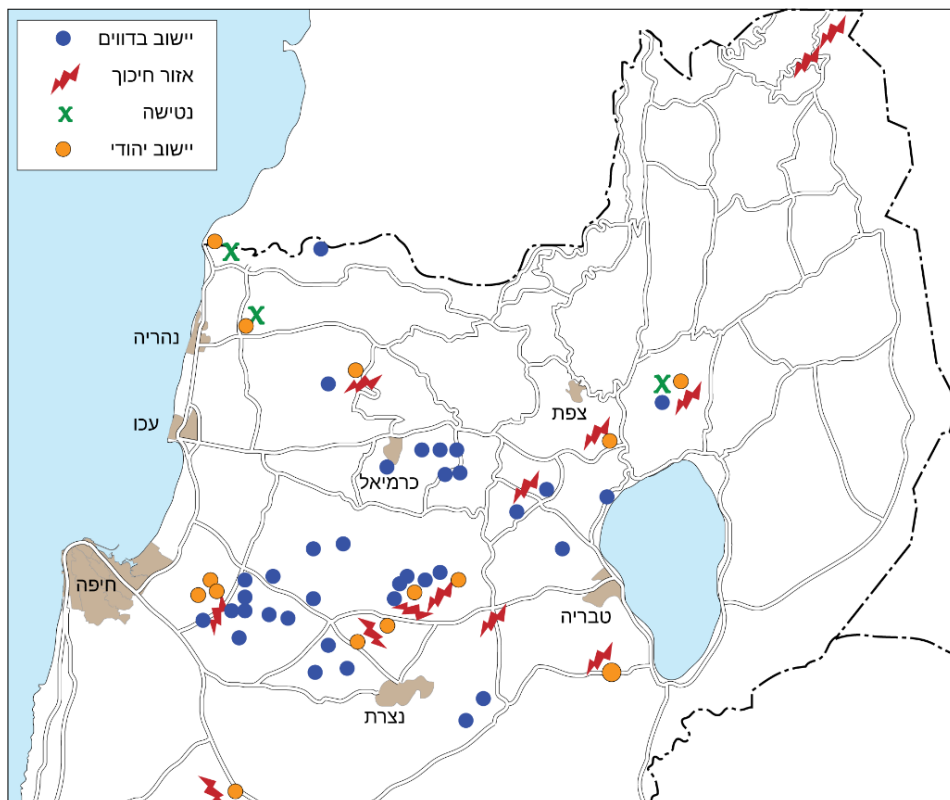 יישוב בדווים
אזור חיכוך
נטישה
יישוב יהודי
נהריה
עכו
צפת
כרמיאל
חיפה
טבריה
נצרת